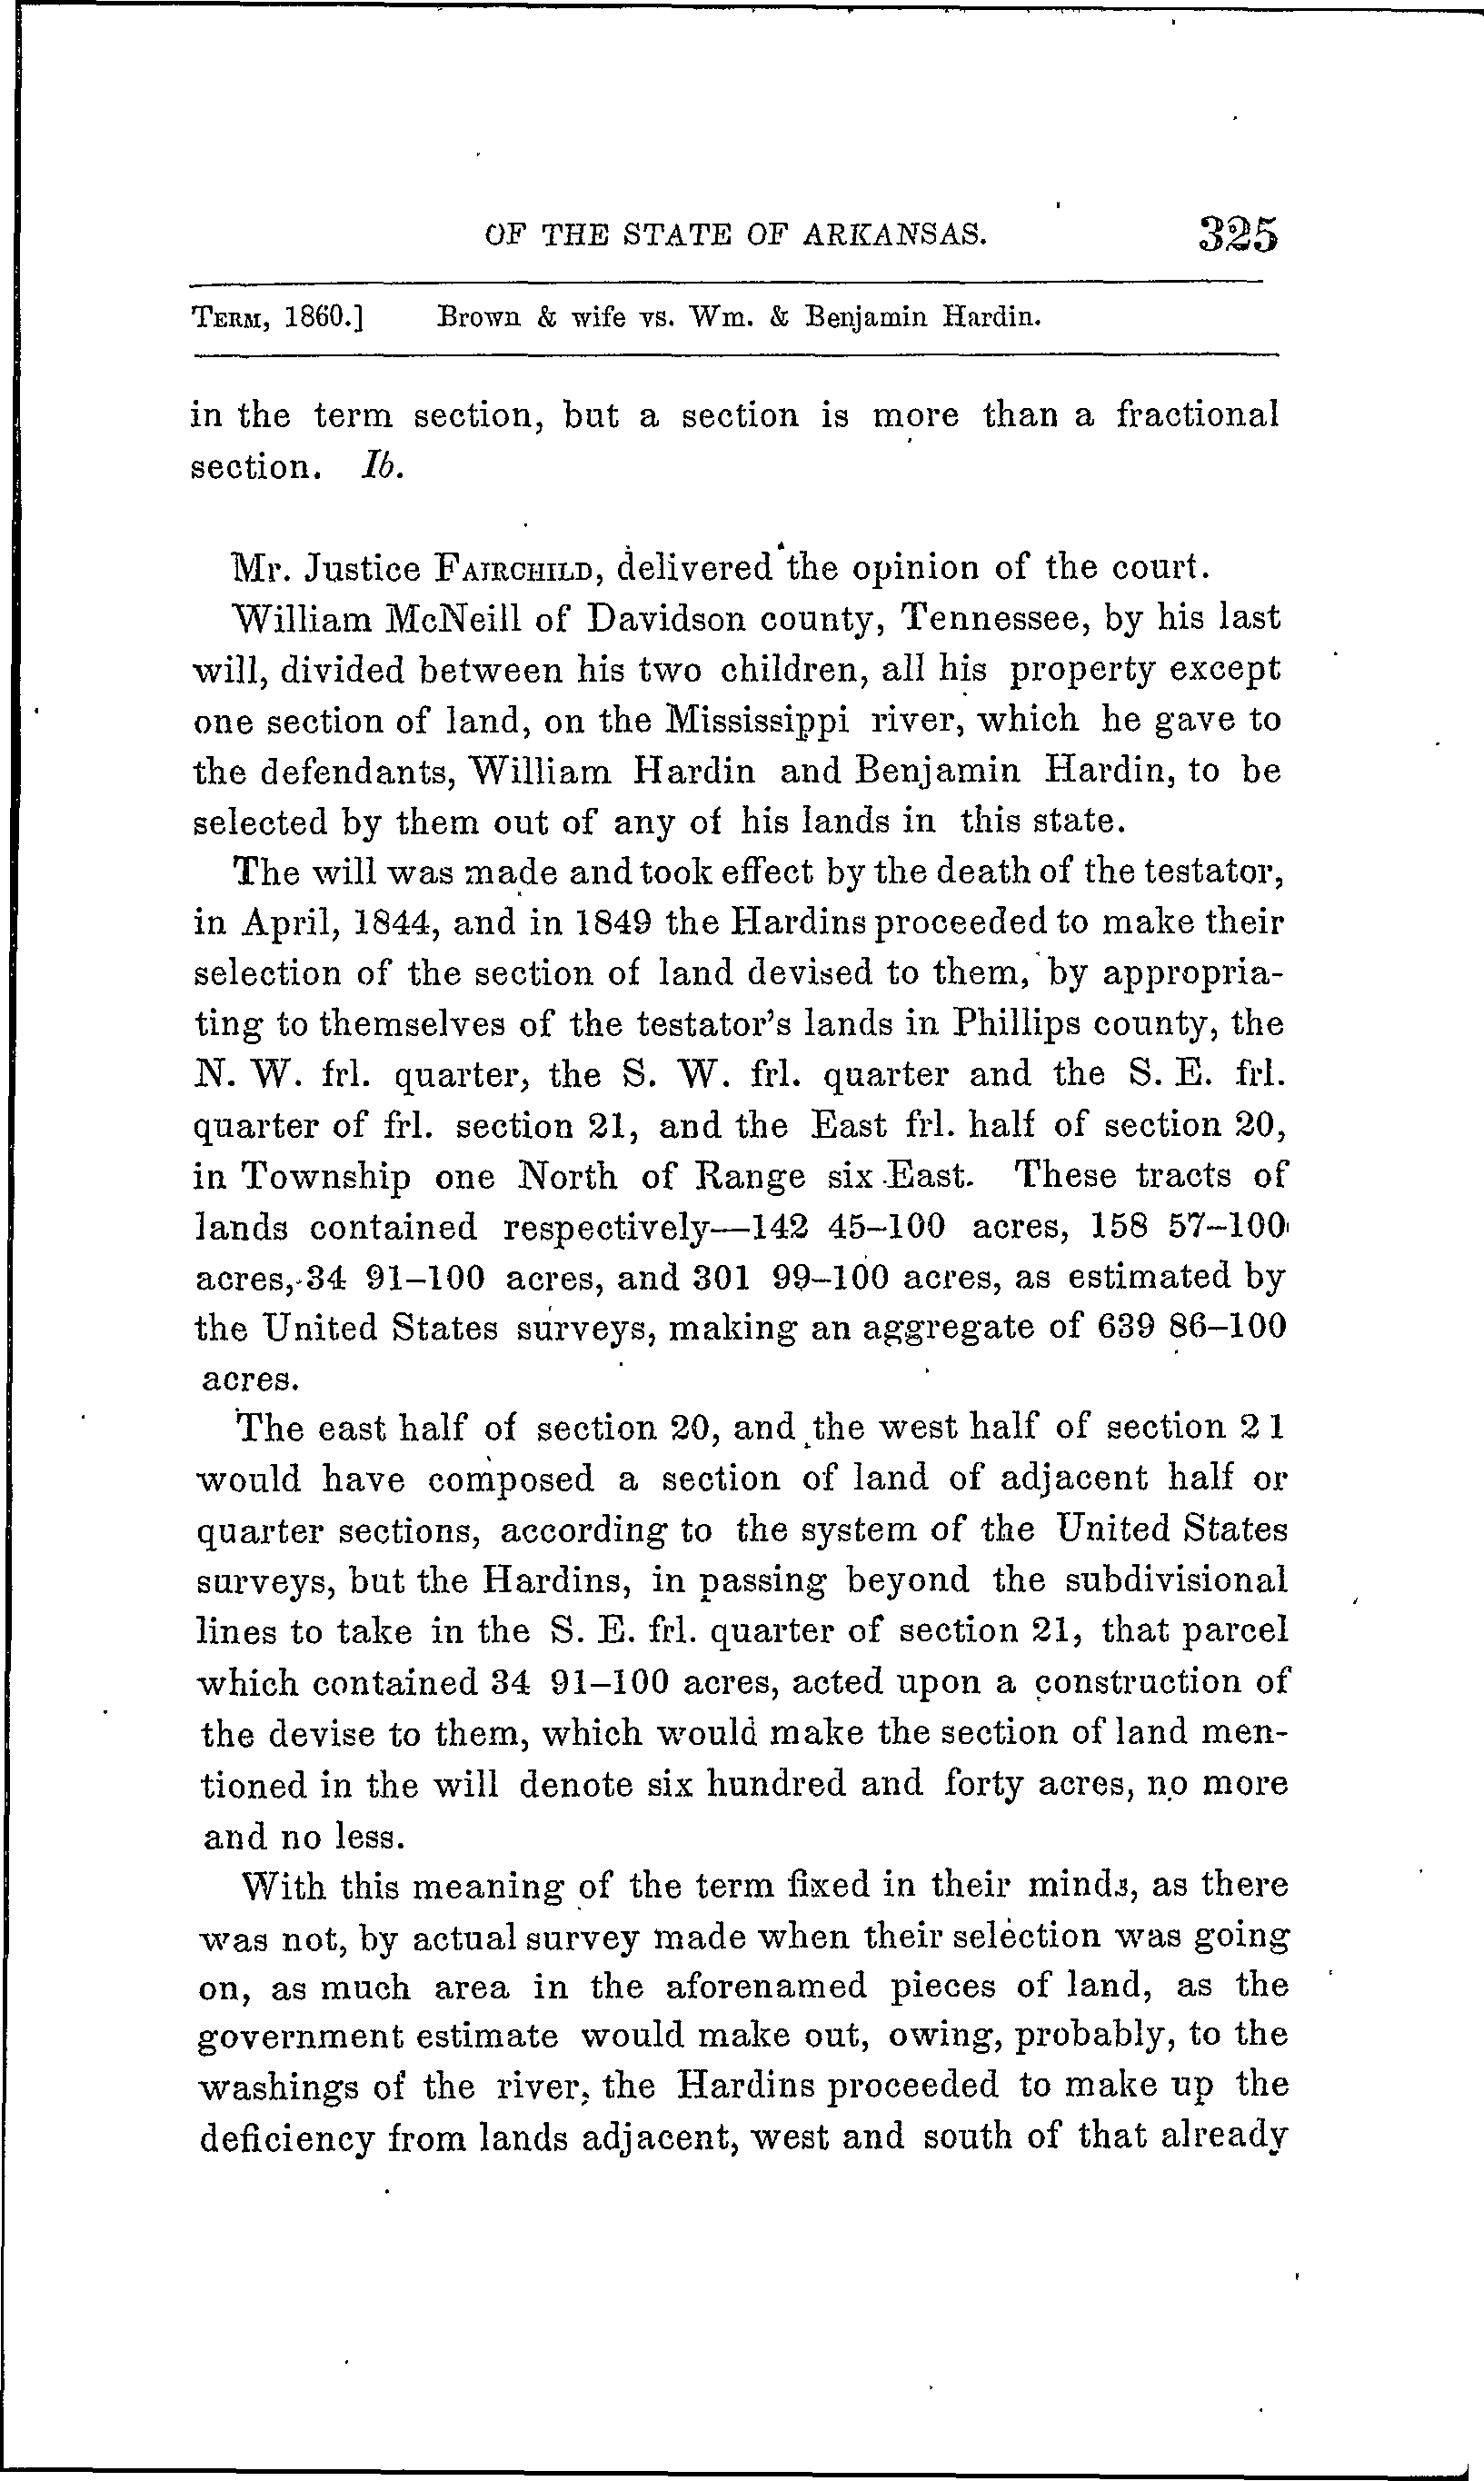 OF THE STATE OF ARKANSAS. 325
TERM, 1860.] Brown & wife vs. Wm. & Benjamin Hardin.
in the term section, but a section is more than a fractional
section. Ib.
Mr. Justice FAIRCHILD, delivered the opinion of the court.
William McNeill of Davidson county, Tennessee, by his last
will, divided between his two children, all his property except
one section of land, on the Mississippi river, which he gave to
the defendants, William Hardin and Benjamin Hardin, to be
selected by them out of any of his lands in this state.
The will was made and took effect by the death of the testator,
in April, 1844, and in 1849 the Hardins proceeded to make their
selection of the section of land devised to them, by appropria-
ting to themselves of the testator's lands in Phillips county, the
N. W. frl. quarter, the S. W. frl. quarter and the S. E. frl.
quarter of frl. section 21, and the East frl. half of section 20,
in Township one North of Range six East. These tracts of
lands contained respectively—142 45–100 acres, 158 57–100
acres, 34 91–100 acres, and 301 99–100 acres, as estimated by
the United States surveys, making an aggregate of 639 86–100
acres.
The east half of section 20, and the west half of section 21
would have composed a section of land of adjacent half or
quarter sections, according to the system of the United States
surveys, but the Hardins, in passing beyond the subdivisional
lines to take in the S. E. frl. quarter of section 21, that parcel
which contained 34 91–100 acres, acted upon a construction of
the devise to them, which would make the section of land men-
tioned in the will denote six hundred and forty acres, no more
and no less.
With this meaning of the term fixed in their minds, as there
was not, by actual survey made when their selection was going
on, as much area in the aforenamed pieces of land, as the
government estimate would make out, owing, probably, to the
washings of the river, the Hardins proceeded to make up the
deficiency from lands adjacent, west and south of that already